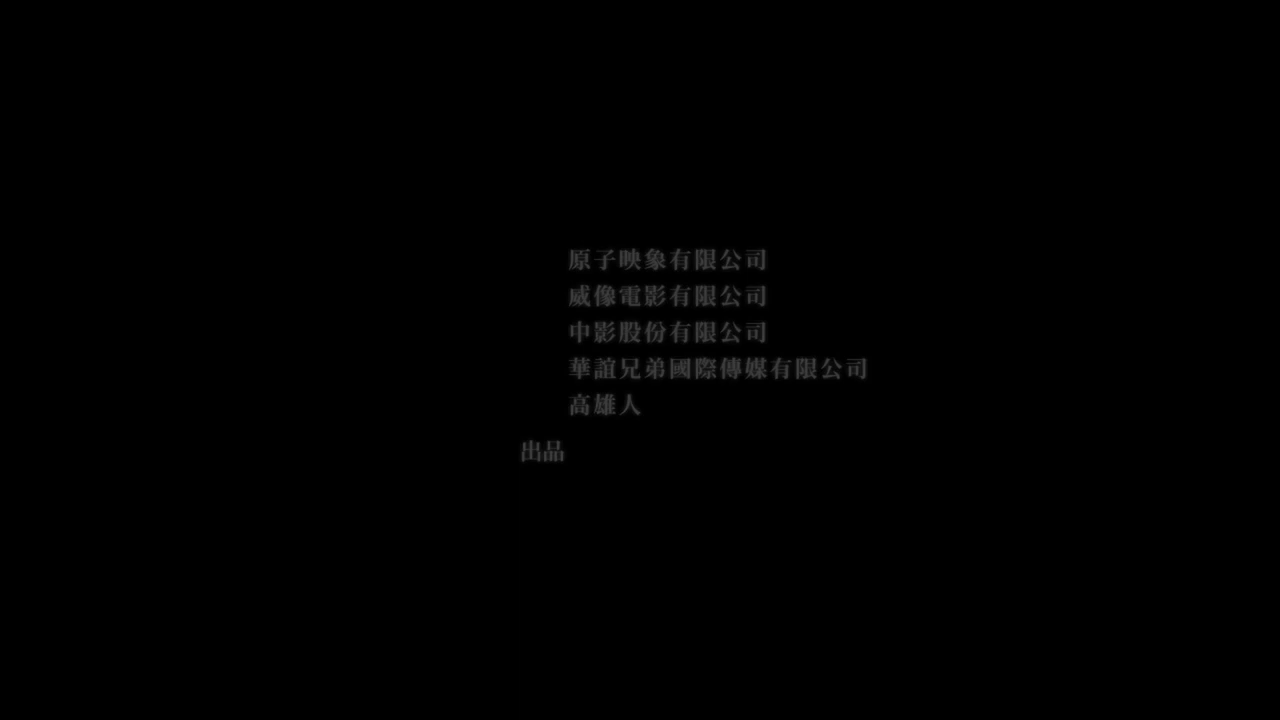 原子映象有限公司
威像電影有限公司
中影股份有限公司
華誼兄弟國際傳媒有限公司
高雄人
出品